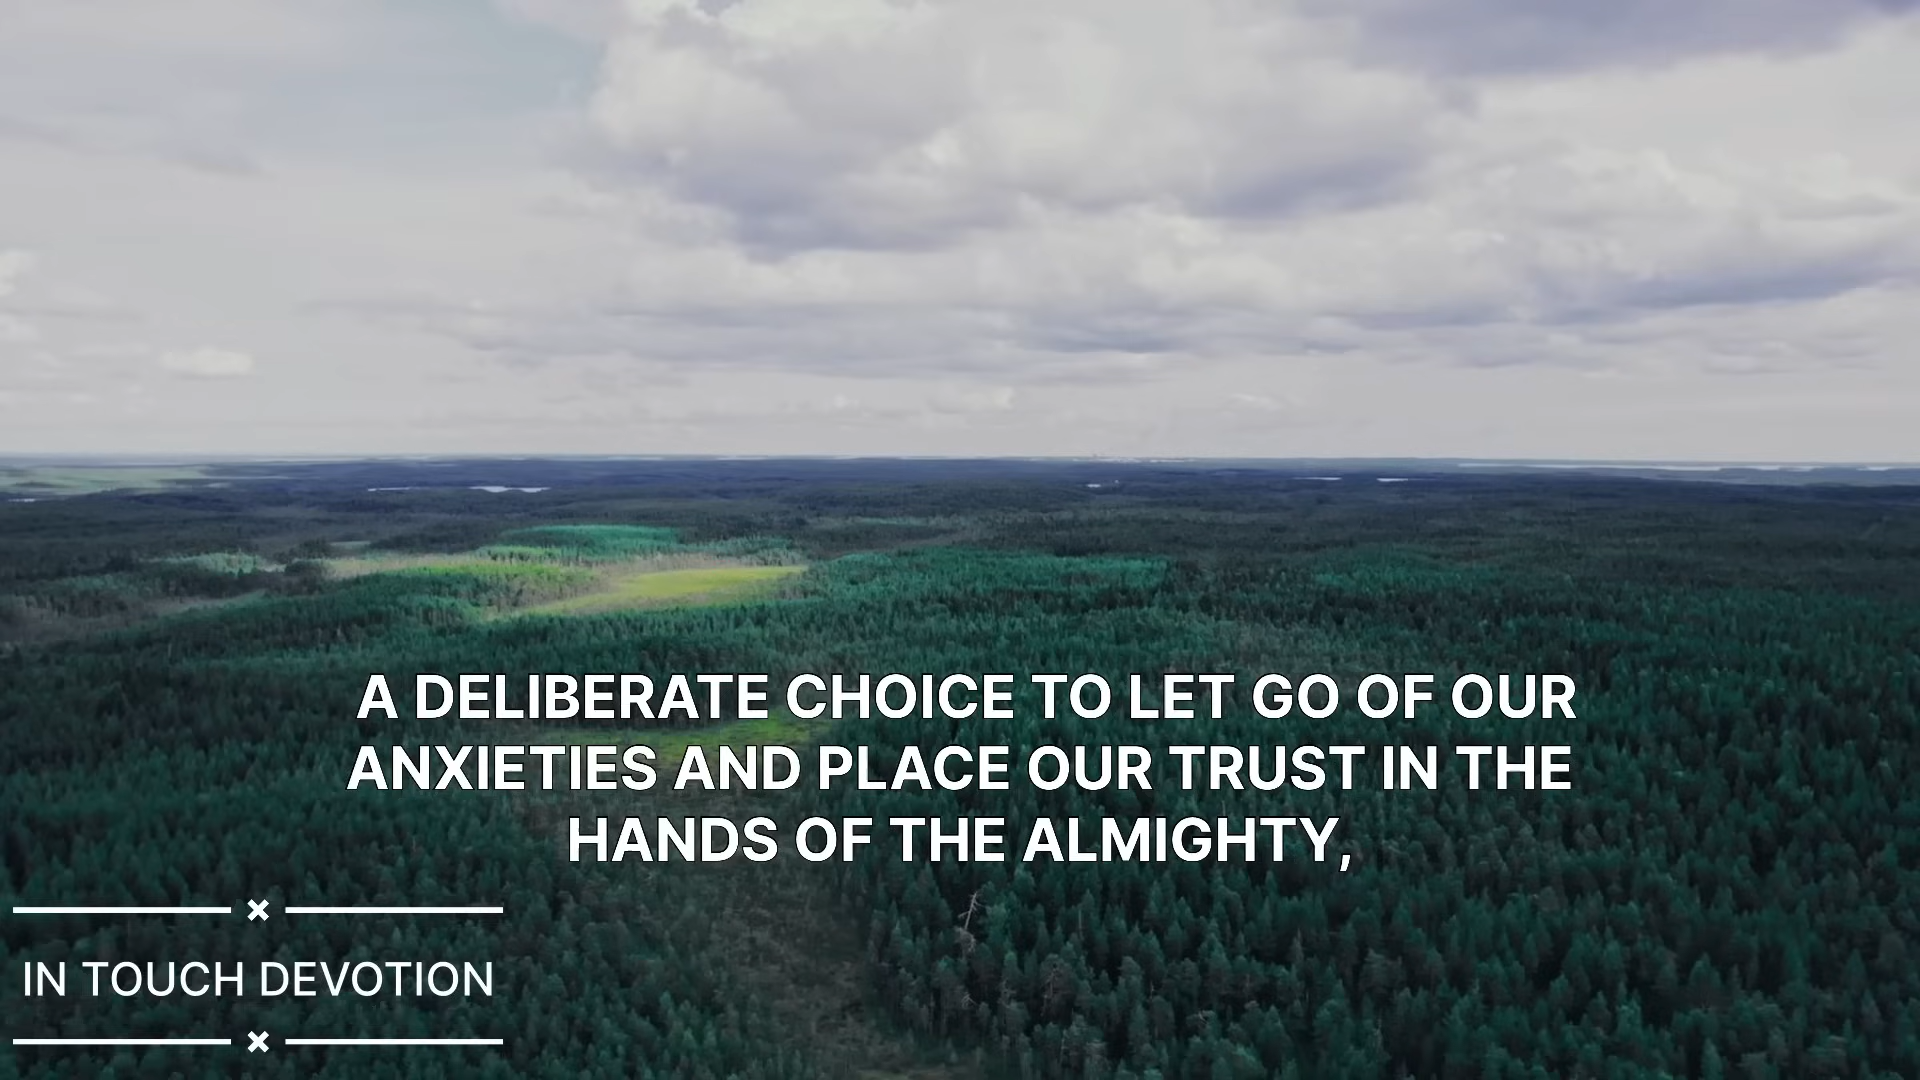 A DELIBERATE CHOICE TO LET GO OF OUR
ANXIETIES AND PLACE OUR TRUST IN THE
HANDS OF THE ALMIGHTY,
IN TOUCH DEVOTION